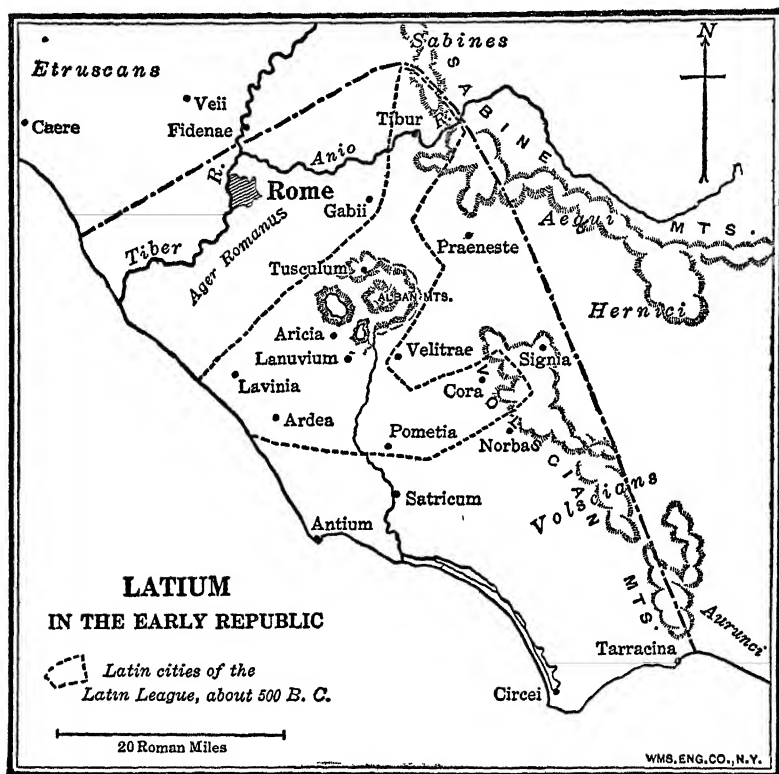 Sabines
N
Etruscans
Veii
Caere
Fidenae
Tibur
R.
Anio
SABINE MTS.
R.
Rome
Gabii
Aequi
Tiber
Ager Romanus
Praeneste
Tusculum
ALBAN MTS.
Hernici
Aricia
Lanuvium
Velitrae
Signia
Lavinia
Cora
Ardea
Pometia
Norba
VOLSCIAN MTS.
Satricum
Volscians
Antium
LATIUM
IN THE EARLY REPUBLIC
Aurunci
Tarracina
Latin cities of the
Latin League, about 500 B. C.
Circei
20 Roman Miles
WMS. ENG. CO., N.Y.